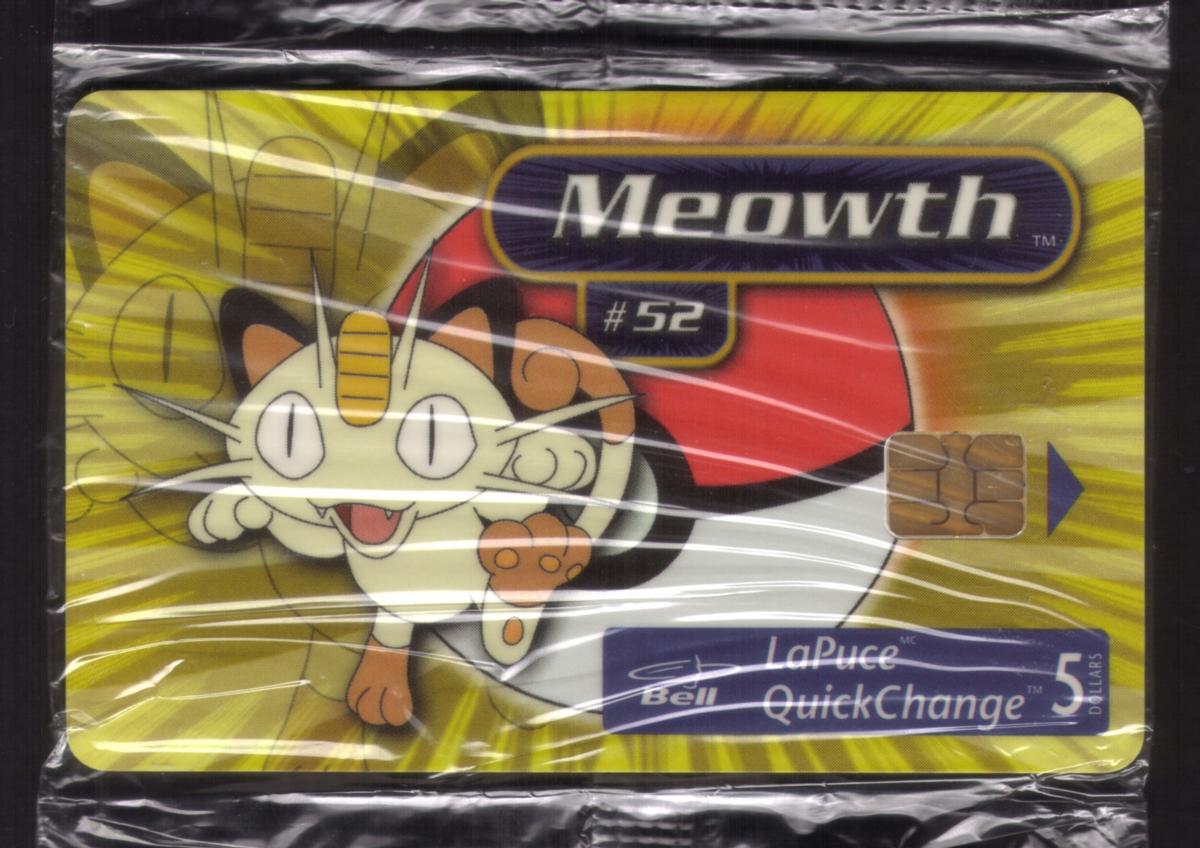 Meowth ™
#52
Bell
LaPuce MC
QuickChange ™
5 DOLLARS